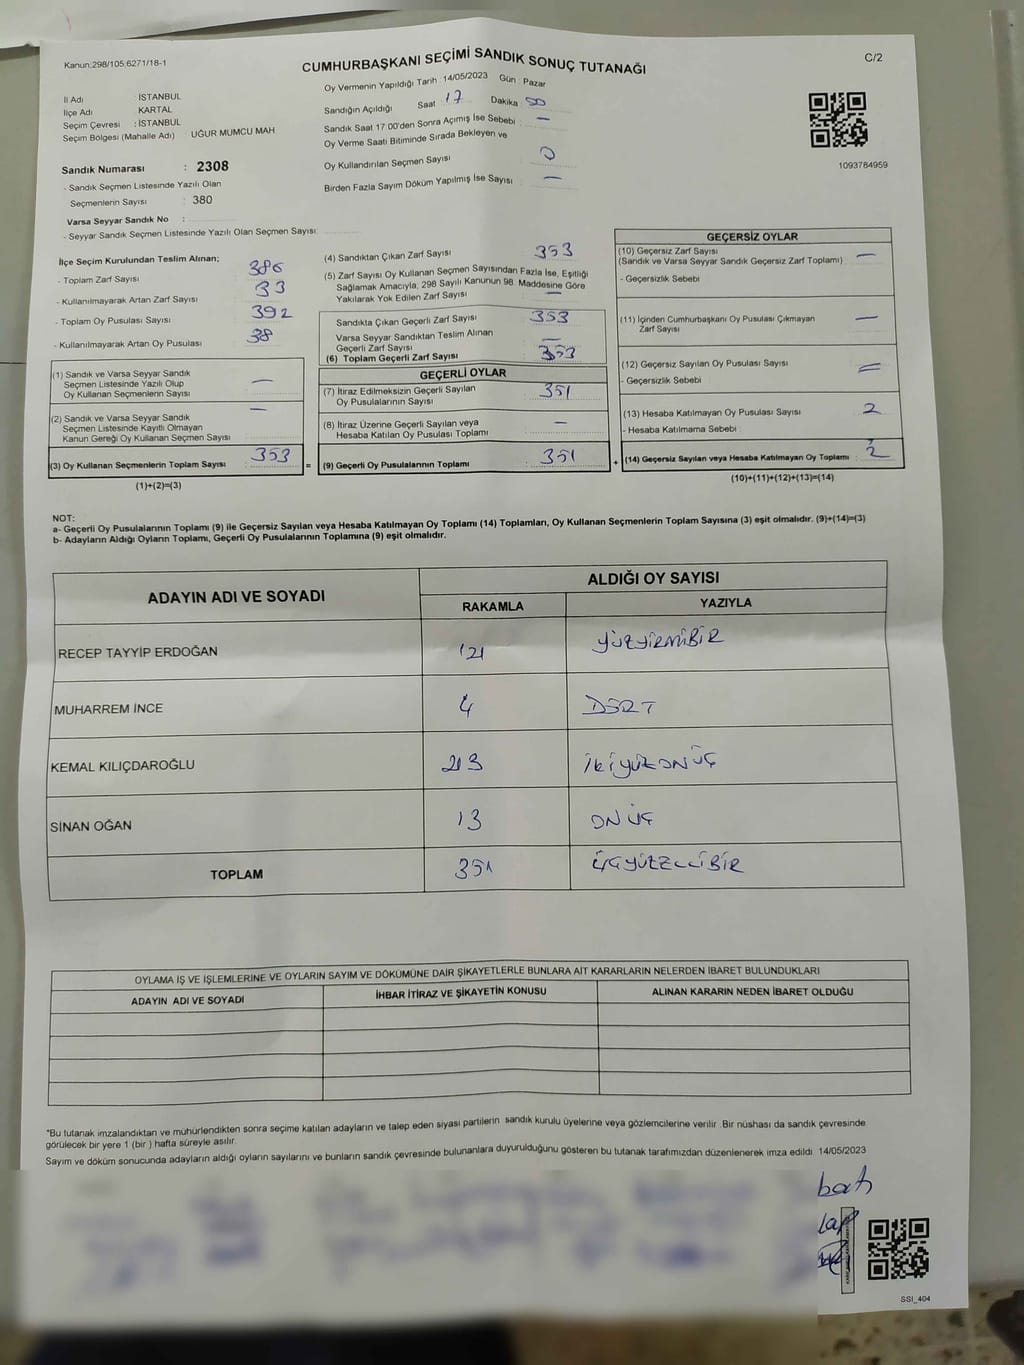 Kanun:298/105;6271/18-1
CUMHURBAŞKANI SEÇİMİ SANDIK SONUÇ TUTANAĞI
C/2
İl Adı : İSTANBUL
İlçe Adı : KARTAL
Seçim Çevresi : İSTANBUL
Seçim Bölgesi (Mahalle Adı) : UĞUR MUMCU MAH
Sandık Numarası : 2308
- Sandık Seçmen Listesinde Yazılı Olan
Seçmenlerin Sayısı : 380
Varsa Seyyar Sandık No :
- Seyyar Sandık Seçmen Listesinde Yazılı Olan Seçmen Sayısı:
Oy Vermenin Yapıldığı Tarih : 14/05/2023 Gün : Pazar
Sandığın Açıldığı Saat 17 Dakika 50
Sandık Saat 17:00'den Sonra Açımış İse Sebebi : —
Oy Verme Saati Bitiminde Sırada Bekleyen ve
Oy Kullandırılan Seçmen Sayısı : 0
Birden Fazla Sayım Döküm Yapılmış İse Sayısı : —
1093784959
İlçe Seçim Kurulundan Teslim Alınan;
- Toplam Zarf Sayısı : 386
- Kullanılmayarak Artan Zarf Sayısı : 33
- Toplam Oy Pusulası Sayısı : 392
- Kullanılmayarak Artan Oy Pusulası : 38
(1) Sandık ve Varsa Seyyar Sandık
Seçmen Listesinde Yazılı Olup
Oy Kullanan Seçmenlerin Sayısı : —
(2) Sandık ve Varsa Seyyar Sandık
Seçmen Listesinde Kayıtlı Olmayan
Kanun Gereği Oy Kullanan Seçmen Sayısı : —
(3) Oy Kullanan Seçmenlerin Toplam Sayısı : 353
(1)+(2)=(3)
(4) Sandıktan Çıkan Zarf Sayısı : 353
(5) Zarf Sayısı Oy Kullanan Seçmen Sayısından Fazla İse, Eşitliği
Sağlamak Amacıyla, 298 Sayılı Kanunun 98. Maddesine Göre
Yakılarak Yok Edilen Zarf Sayısı : —
Sandıkta Çıkan Geçerli Zarf Sayısı : 353
Varsa Seyyar Sandıktan Teslim Alınan
Geçerli Zarf Sayısı : —
(6) Toplam Geçerli Zarf Sayısı : 353
GEÇERLİ OYLAR
(7) İtiraz Edilmeksizin Geçerli Sayılan
Oy Pusulalarının Sayısı : 351
(8) İtiraz Üzerine Geçerli Sayılan veya
Hesaba Katılan Oy Pusulası Toplamı : —
= (9) Geçerli Oy Pusulalarının Toplamı : 351
GEÇERSİZ OYLAR
(10) Geçersiz Zarf Sayısı
(Sandık ve Varsa Seyyar Sandık Geçersiz Zarf Toplamı) : —
- Geçersizlik Sebebi :
(11) İçinden Cumhurbaşkanı Oy Pusulası Çıkmayan
Zarf Sayısı : —
(12) Geçersiz Sayılan Oy Pusulası Sayısı : —
- Geçersizlik Sebebi :
(13) Hesaba Katılmayan Oy Pusulası Sayısı : 2
- Hesaba Katılmama Sebebi :
+ (14) Geçersiz Sayılan veya Hesaba Katılmayan Oy Toplamı : 2
(10)+(11)+(12)+(13)=(14)
NOT:
a- Geçerli Oy Pusulalarının Toplamı (9) ile Geçersiz Sayılan veya Hesaba Katılmayan Oy Toplamı (14) Toplamları, Oy Kullanan Seçmenlerin Toplam Sayısına (3) eşit olmalıdır. (9)+(14)=(3)
b- Adayların Aldığı Oyların Toplamı, Geçerli Oy Pusulalarının Toplamına (9) eşit olmalıdır.
ADAYIN ADI VE SOYADI
ALDIĞI OY SAYISI
RAKAMLA YAZIYLA
RECEP TAYYİP ERDOĞAN 121 YÜZYİRMİBİR
MUHARREM İNCE 4 DÖRT
KEMAL KILIÇDAROĞLU 213 İKİYÜZONÜÇ
SİNAN OĞAN 13 ONÜÇ
TOPLAM 351 ÜÇYÜZELLİBİR
OYLAMA İŞ VE İŞLEMLERİNE VE OYLARIN SAYIM VE DÖKÜMÜNE DAİR ŞİKAYETLERLE BUNLARA AİT KARARLARIN NELERDEN İBARET BULUNDUKLARI
ADAYIN ADI VE SOYADI İHBAR İTİRAZ VE ŞİKAYETİN KONUSU ALINAN KARARIN NEDEN İBARET OLDUĞU
*Bu tutanak imzalandıktan ve mühürlendikten sonra seçime katılan adayların ve talep eden siyasi partilerin sandık kurulu üyelerine veya gözlemcilerine verilir. Bir nüshası da sandık çevresinde
görülecek bir yere 1 (bir ) hafta süreyle asılır.
Sayım ve döküm sonucunda adayların aldığı oyların sayılarını ve bunların sandık çevresinde bulunanlara duyurulduğunu gösteren bu tutanak tarafımızdan düzenlenerek imza edildi. 14/05/2023
SSI_404